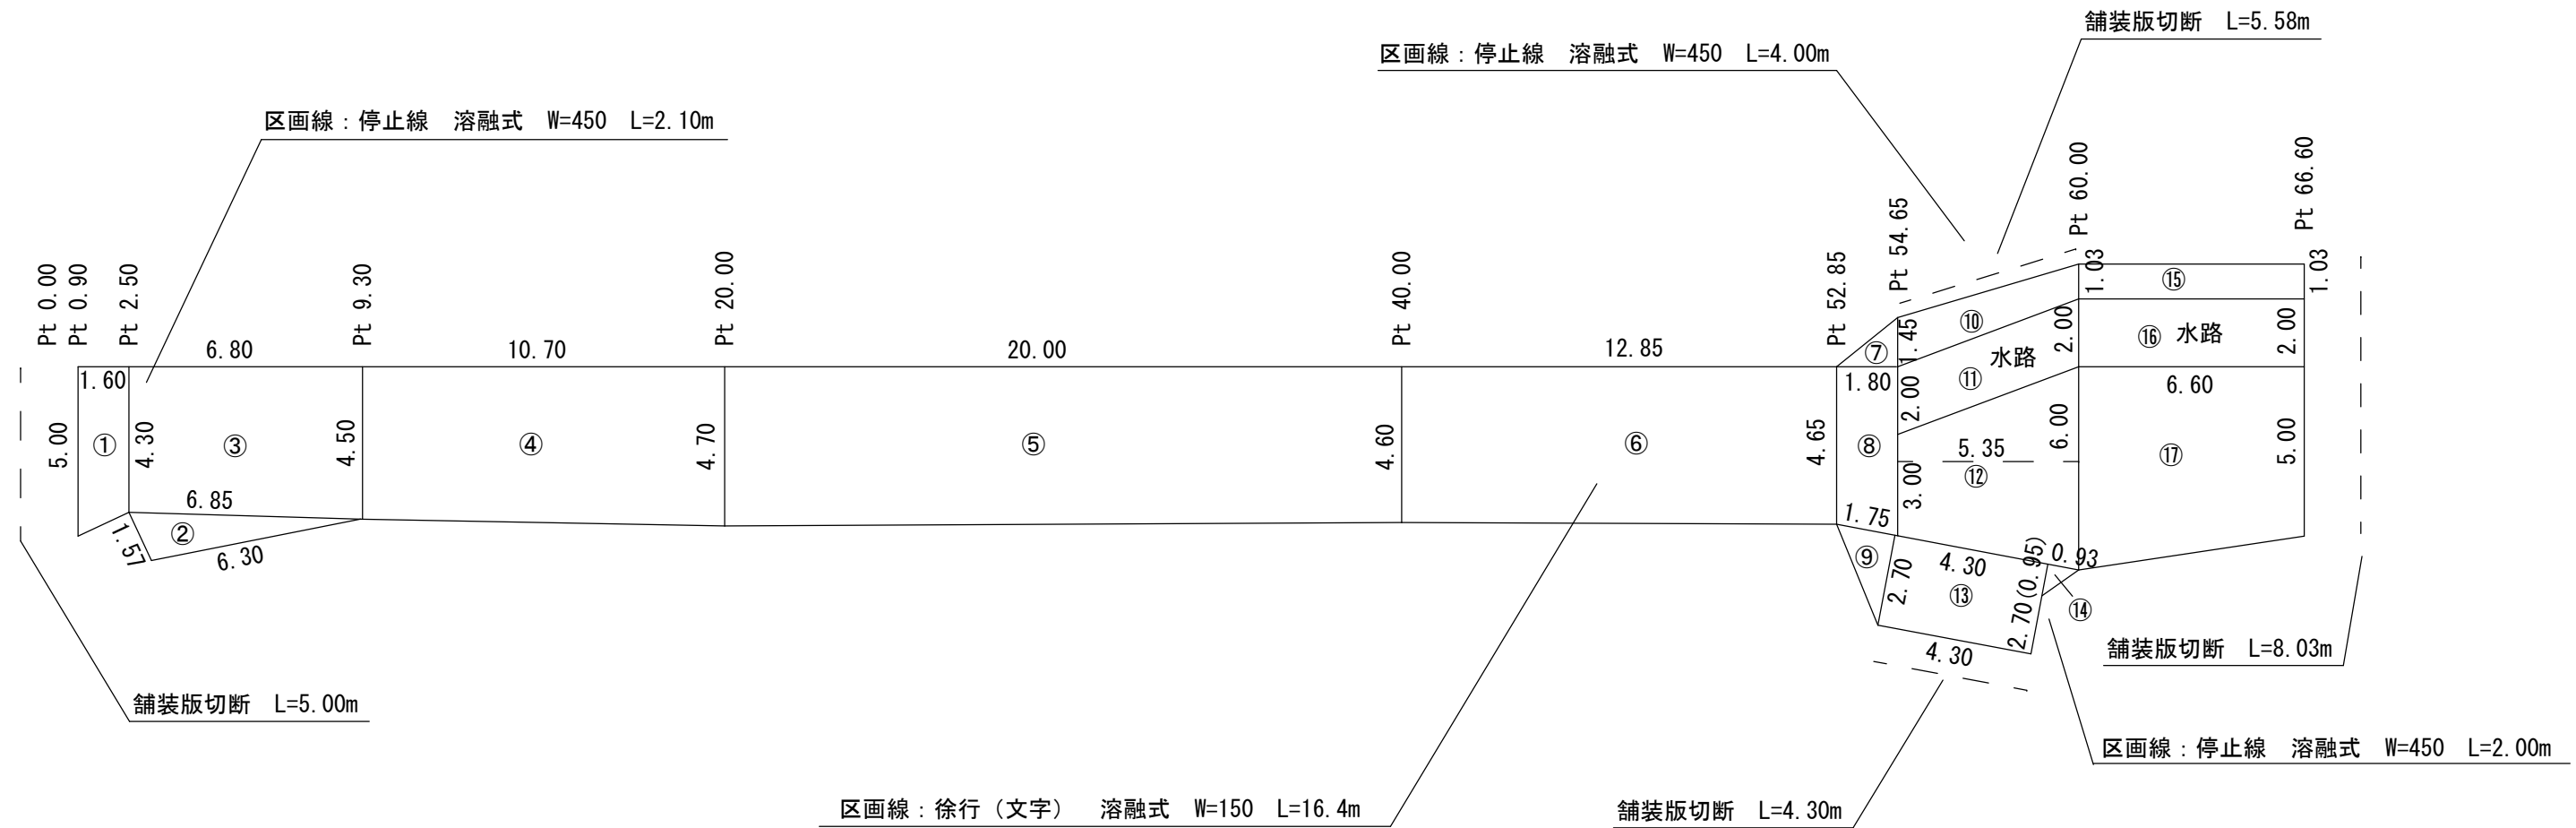 舗装版切断　L=5.58m
区画線：停止線　溶融式　W=450　L=4.00m
区画線：停止線　溶融式　W=450　L=2.10m
Pt 0.00
Pt 0.90
Pt 2.50
Pt 9.30
Pt 20.00
Pt 40.00
Pt 52.85
Pt 54.65
Pt 60.00
Pt 66.60
6.80
10.70
20.00
12.85
1.60
5.00
①
4.30
③
4.50
④
4.70
⑤
4.60
⑥
4.65
6.85
②
1.57
6.30
⑦
1.45
1.80
⑧
2.00
3.00
1.75
⑨
2.70
⑩
⑪
水路
2.00
1.03
5.35
⑫
6.00
4.30
⑬
2.70(0.95)
0.93
⑭
4.30
⑮
1.03
⑯ 水路
2.00
6.60
⑰
5.00
舗装版切断　L=8.03m
舗装版切断　L=5.00m
区画線：停止線　溶融式　W=450　L=2.00m
区画線：徐行（文字）　溶融式　W=150　L=16.4m
舗装版切断　L=4.30m